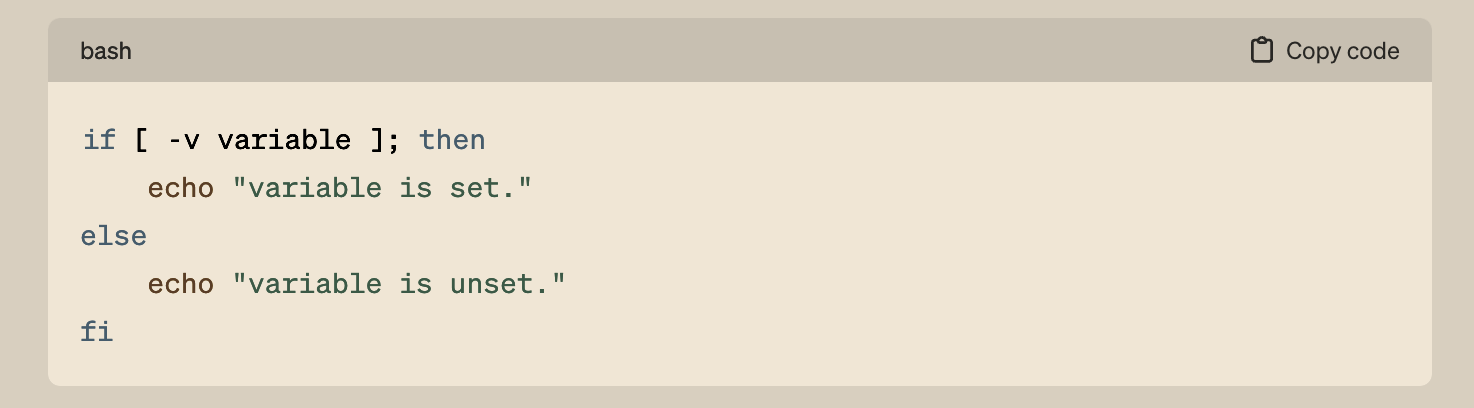 bash Copy code
if [ -v variable ]; then
    echo "variable is set."
else
    echo "variable is unset."
fi